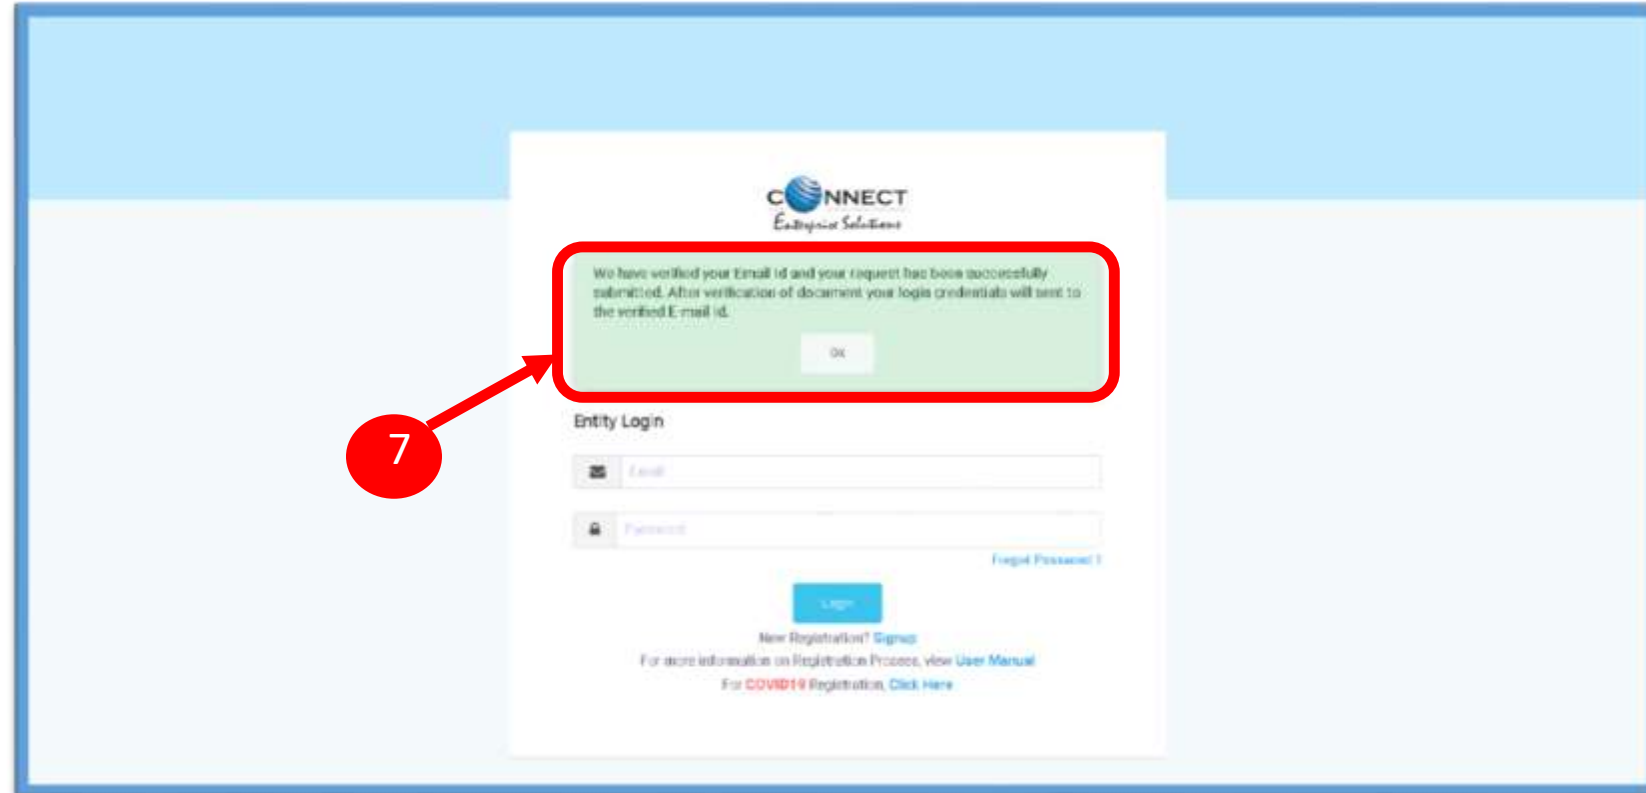 CONNECT
Enterprise Solutions
We have verified your Email Id and your request has been successfully
submitted. After verification of document your login credentials will sent to
the verified E-mail id.
OK
7
Entity Login
Email
Password
Forgot Password ?
Login
New Registration? Signup
For more information on Registration Process, view User Manual
For COVID19 Registration, Click Here